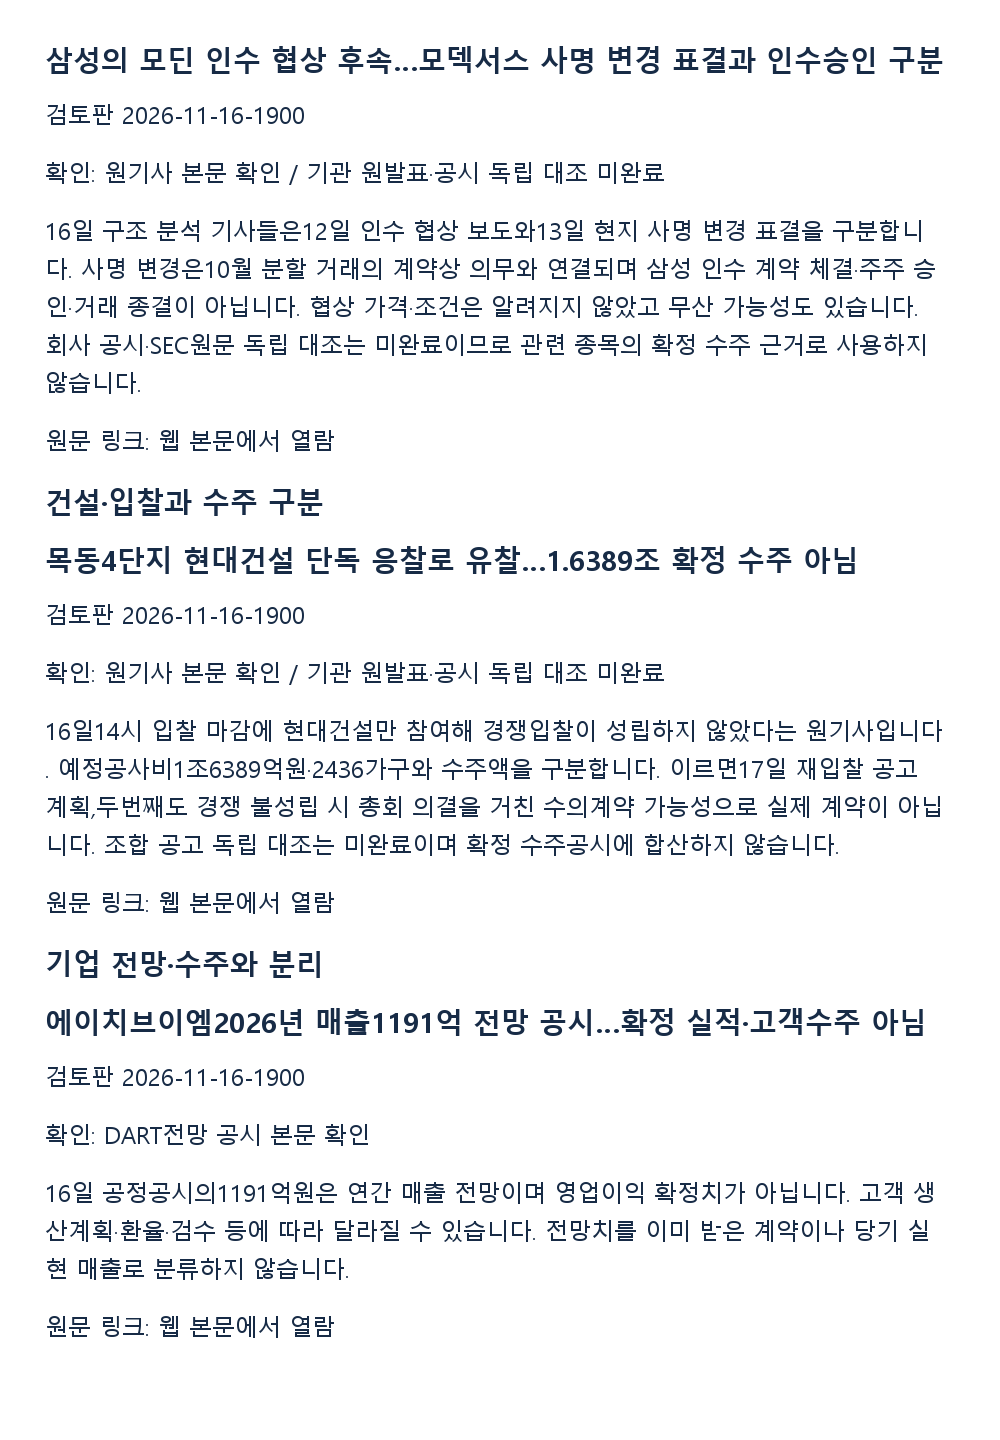 삼성의 모딘 인수 협상 후속...모덱서스 사명 변경 표결과 인수승인 구분
검토판 2026-11-16-1900
확인: 원기사 본문 확인 / 기관 원발표·공시 독립 대조 미완료
16일 구조 분석 기사들은12일 인수 협상 보도와13일 현지 사명 변경 표결을 구분합니
다. 사명 변경은10월 분할 거래의 계약상 의무와 연결되며 삼성 인수 계약 체결·주주 승
인·거래 종결이 아닙니다. 협상 가격·조건은 알려지지 않았고 무산 가능성도 있습니다.
회사 공시·SEC원문 독립 대조는 미완료이므로 관련 종목의 확정 수주 근거로 사용하지
않습니다.
원문 링크: 웹 본문에서 열람
건설·입찰과 수주 구분
목동4단지 현대건설 단독 응찰로 유찰...1.6389조 확정 수주 아님
검토판 2026-11-16-1900
확인: 원기사 본문 확인 / 기관 원발표·공시 독립 대조 미완료
16일14시 입찰 마감에 현대건설만 참여해 경쟁입찰이 성립하지 않았다는 원기사입니다
. 예정공사비1조6389억원·2436가구와 수주액을 구분합니다. 이르면17일 재입찰 공고
계획,두번째도 경쟁 불성립 시 총회 의결을 거친 수의계약 가능성으로 실제 계약이 아닙
니다. 조합 공고 독립 대조는 미완료이며 확정 수주공시에 합산하지 않습니다.
원문 링크: 웹 본문에서 열람
기업 전망·수주와 분리
에이치브이엠2026년 매출1191억 전망 공시...확정 실적·고객수주 아님
검토판 2026-11-16-1900
확인: DART전망 공시 본문 확인
16일 공정공시의1191억원은 연간 매출 전망이며 영업이익 확정치가 아닙니다. 고객 생
산계획·환율·검수 등에 따라 달라질 수 있습니다. 전망치를 이미 받은 계약이나 당기 실
현 매출로 분류하지 않습니다.
원문 링크: 웹 본문에서 열람